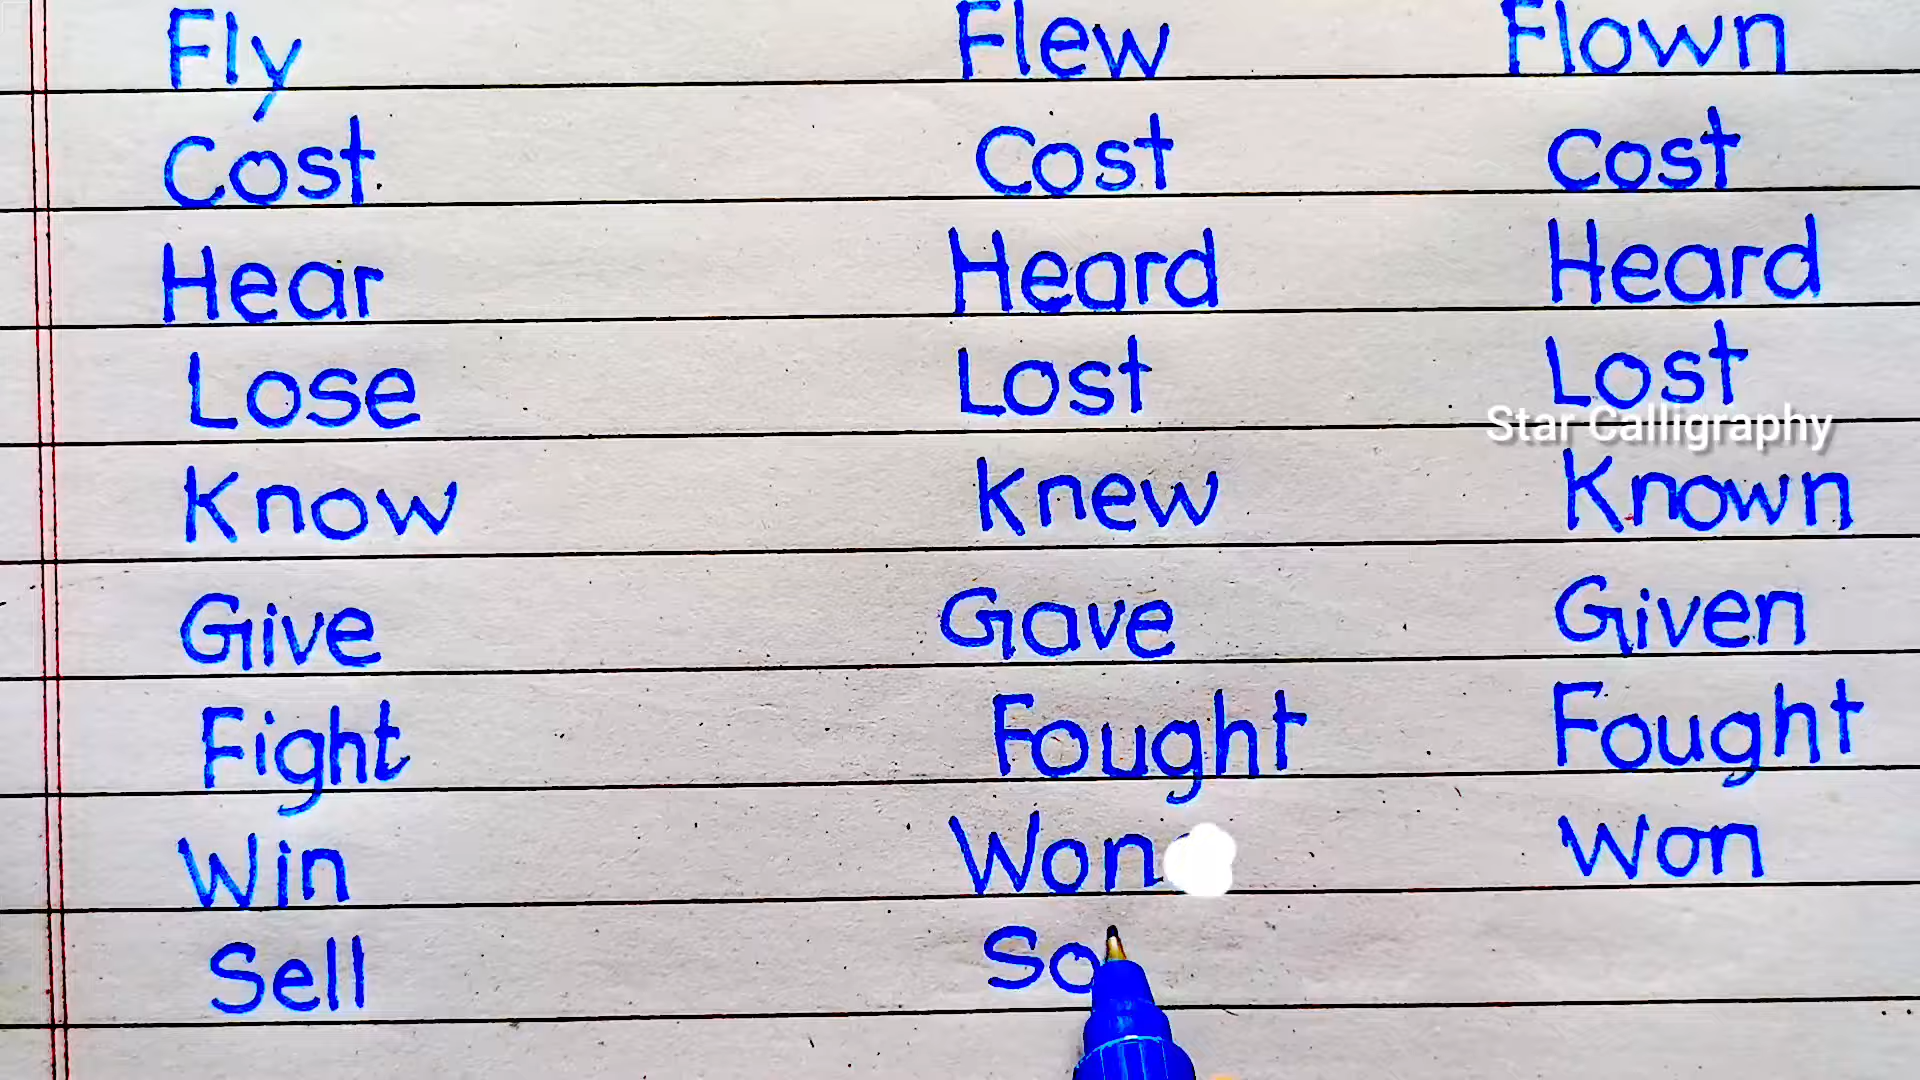 Fly Flew Flown
Cost Cost Cost
Hear Heard Heard
Lose Lost Lost
Star Calligraphy
Know Knew Known
Give Gave Given
Fight Fought Fought
Win Won Won
Sell So